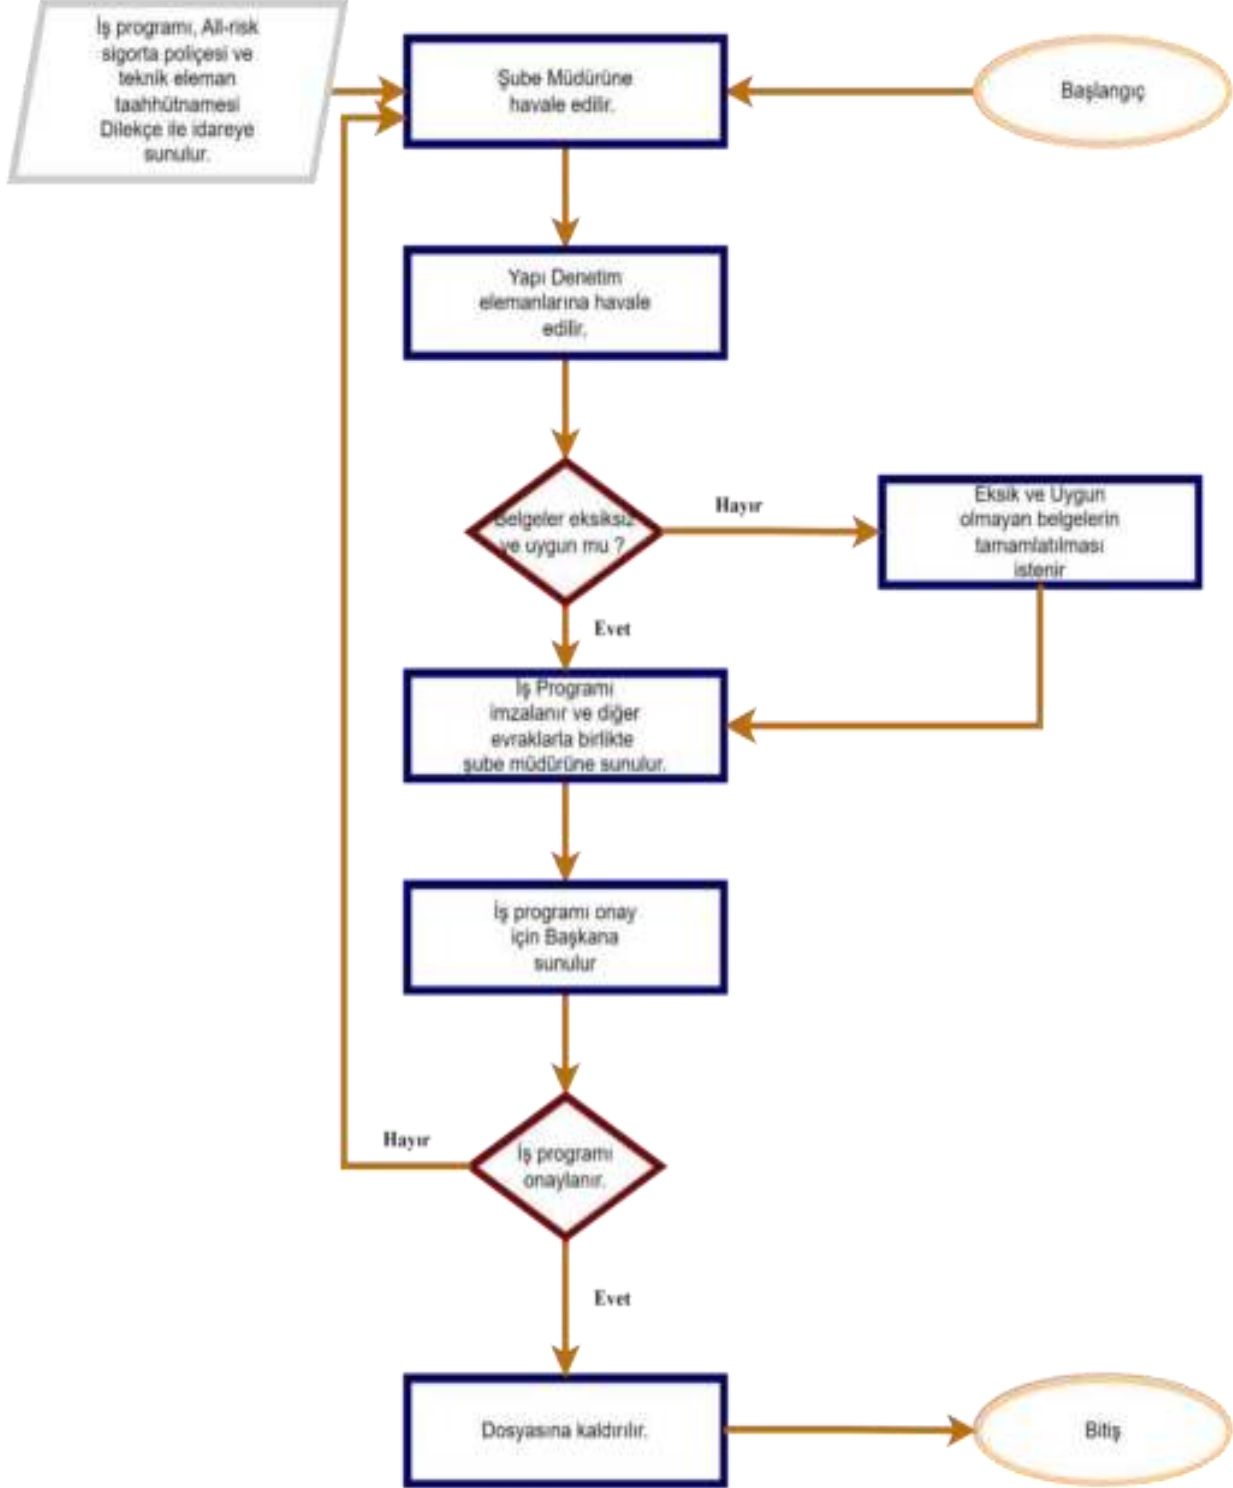 İş programı, All-risk
sigorta poliçesi ve
teknik eleman
taahhütnamesi
Dilekçe ile idareye
sunulur.
Şube Müdürüne
havale edilir.
Başlangıç
Yapı Denetim
elemanlarına havale
edilir.
Belgeler eksiksiz
ve uygun mu ?
Hayır
Eksik ve Uygun
olmayan belgelerin
tamamlatılması
istenir
Evet
İş Programı
imzalanır ve diğer
evraklarla birlikte
şube müdürüne sunulur.
İş programı onay
için Başkana
sunulur
Hayır
İş programı
onaylanır.
Evet
Dosyasına kaldırılır.
Bitiş